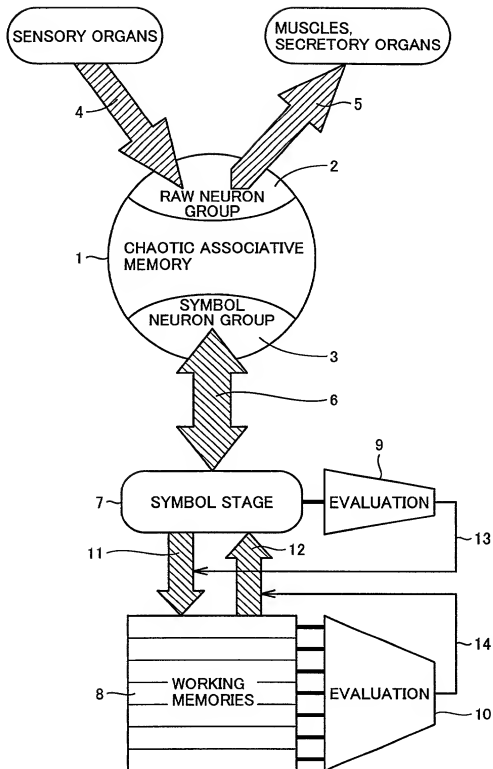 SENSORY ORGANS
MUSCLES,
SECRETORY ORGANS
4
5
2
RAW NEURON
GROUP
1
CHAOTIC ASSOCIATIVE
MEMORY
SYMBOL
NEURON GROUP
3
6
9
7
SYMBOL STAGE
EVALUATION
11
12
13
14
8
WORKING
MEMORIES
EVALUATION
10